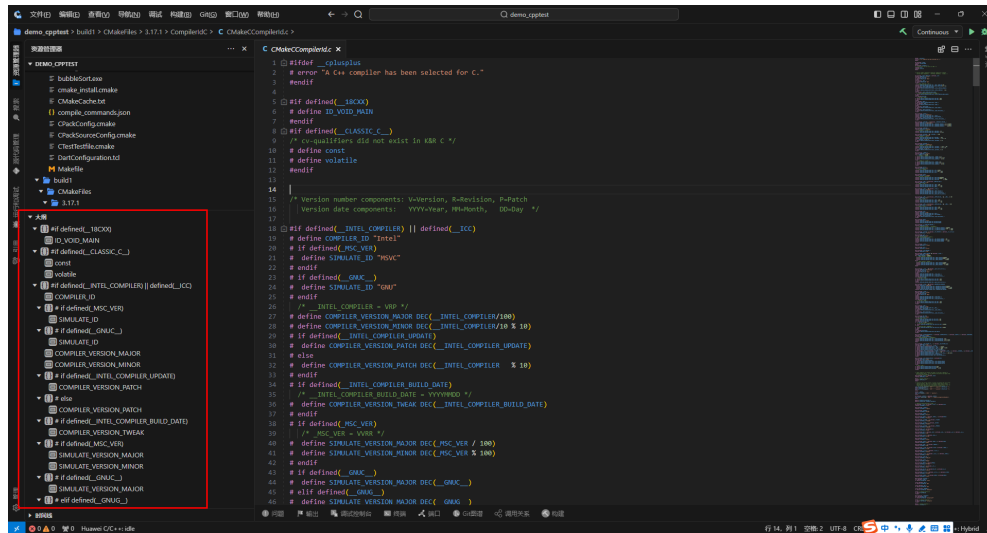 文件(F) 编辑(E) 查看(V) 导航(N) 调试 构建(B) Git(G) 窗口(W) 帮助(H) demo_cpptest
demo_cpptest > build1 > CMakeFiles > 3.17.1 > CompilerIdC > C CMakeCCompilerId.c > Continuous
资源管理器
C CMakeCCompilerId.c
DEMO_CPPTEST
bubbleSort.exe
cmake_install.cmake
CMakeCache.txt
compile_commands.json
CPackConfig.cmake
CPackSourceConfig.cmake
CTestTestfile.cmake
DartConfiguration.tcl
Makefile
build1
CMakeFiles
3.17.1
大纲
#if defined(__18CXX)
ID_VOID_MAIN
#if defined(__CLASSIC_C__)
const
volatile
#if defined(__INTEL_COMPILER) || defined(__ICC)
COMPILER_ID
# if defined(_MSC_VER)
SIMULATE_ID
# if defined(__GNUC__)
SIMULATE_ID
COMPILER_VERSION_MAJOR
COMPILER_VERSION_MINOR
# if defined(__INTEL_COMPILER_UPDATE)
COMPILER_VERSION_PATCH
# else
COMPILER_VERSION_PATCH
# if defined(__INTEL_COMPILER_BUILD_DATE)
COMPILER_VERSION_TWEAK
# if defined(_MSC_VER)
SIMULATE_VERSION_MAJOR
SIMULATE_VERSION_MINOR
# if defined(__GNUC__)
SIMULATE_VERSION_MAJOR
# elif defined(__GNUG__)
时间线
1 #ifdef __cplusplus
2 # error "A C++ compiler has been selected for C."
3 #endif
4
5 #if defined(__18CXX)
6 # define ID_VOID_MAIN
7 #endif
8 #if defined(__CLASSIC_C__)
9 /* cv-qualifiers did not exist in K&R C */
10 # define const
11 # define volatile
12 #endif
13
14
15 /* Version number components: V=Version, R=Revision, P=Patch
16 Version date components: YYYY=Year, MM=Month, DD=Day */
17
18 #if defined(__INTEL_COMPILER) || defined(__ICC)
19 # define COMPILER_ID "Intel"
20 # if defined(_MSC_VER)
21 # define SIMULATE_ID "MSVC"
22 # endif
23 # if defined(__GNUC__)
24 # define SIMULATE_ID "GNU"
25 # endif
26 /* __INTEL_COMPILER = VRP */
27 # define COMPILER_VERSION_MAJOR DEC(__INTEL_COMPILER/100)
28 # define COMPILER_VERSION_MINOR DEC(__INTEL_COMPILER/10 % 10)
29 # if defined(__INTEL_COMPILER_UPDATE)
30 # define COMPILER_VERSION_PATCH DEC(__INTEL_COMPILER_UPDATE)
31 # else
32 # define COMPILER_VERSION_PATCH DEC(__INTEL_COMPILER % 10)
33 # endif
34 # if defined(__INTEL_COMPILER_BUILD_DATE)
35 /* __INTEL_COMPILER_BUILD_DATE = YYYYMMDD */
36 # define COMPILER_VERSION_TWEAK DEC(__INTEL_COMPILER_BUILD_DATE)
37 # endif
38 # if defined(_MSC_VER)
39 /* _MSC_VER = VVRR */
40 # define SIMULATE_VERSION_MAJOR DEC(_MSC_VER / 100)
41 # define SIMULATE_VERSION_MINOR DEC(_MSC_VER % 100)
42 # endif
43 # if defined(__GNUC__)
44 # define SIMULATE_VERSION_MAJOR DEC(__GNUC__)
45 # elif defined(__GNUG__)
46 # define SIMULATE_VERSION_MAJOR DEC(__GNUG__)
问题 输出 调试控制台 终端 端口 Git图谱 调用关系 构建
0 0 0 Huawei C/C++: idle 行 14, 列 1 空格: 2 UTF-8 中 Hybrid